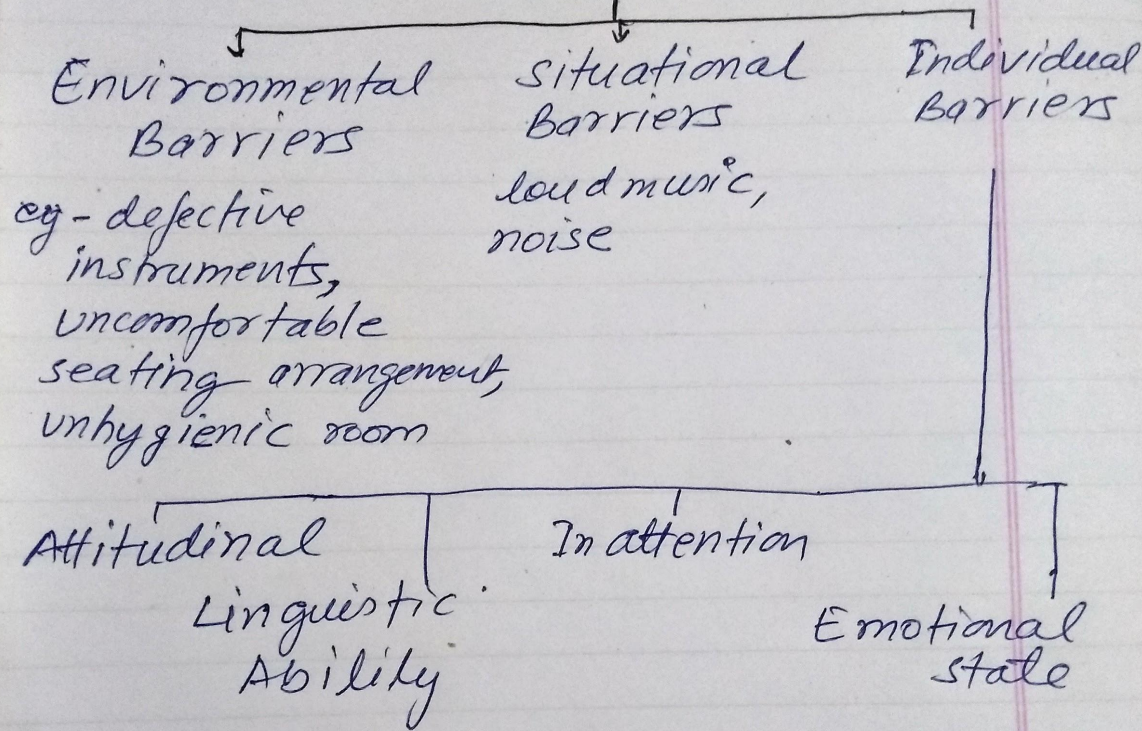 Environmental
Barriers
eg - defective
instruments,
uncomfortable
seating arrangement,
unhygienic room
Situational
Barriers
loud music,
noise
Individual
Barriers
Attitudinal
Linguistic
Ability
Inattention
Emotional
state